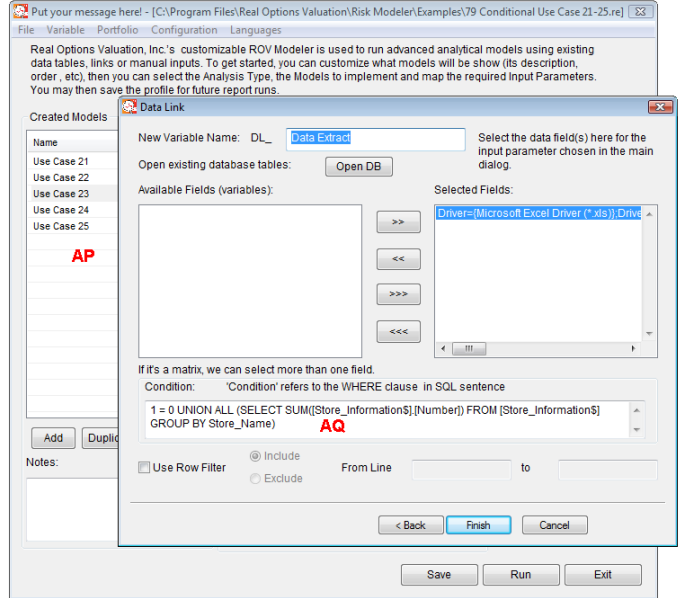 Put your message here! - [C:\Program Files\Real Options Valuation\Risk Modeler\Examples\79 Conditional Use Case 21-25.re]
File Variable Portfolio Configuration Languages
Real Options Valuation, Inc.'s customizable ROV Modeler is used to run advanced analytical models using existing
data tables, links or manual inputs. To get started, you can customize what models will be show (its description,
order , etc), then you can select the Analysis Type, the Models to implement and map the required Input Parameters.
You may then save the profile for future report runs.
Created Models
Name
Use Case 21
Use Case 22
Use Case 23
Use Case 24
Use Case 25
AP
Add Duplic
Notes:
Data Link
New Variable Name: DL_ Data Extract
Select the data field(s) here for the
input parameter chosen in the main
dialog.
Open existing database tables: Open DB
Available Fields (variables): Selected Fields:
Driver={Microsoft Excel Driver (*.xls)};Drive
>>
<<
>>>
<<<
If it's a matrix, we can select more than one field.
Condition: 'Condition' refers to the WHERE clause in SQL sentence
1 = 0 UNION ALL (SELECT SUM([Store_Information$].[Number]) FROM [Store_Information$]
GROUP BY Store_Name)
AQ
Use Row Filter Include From Line to
Exclude
< Back Finish Cancel
Save Run Exit